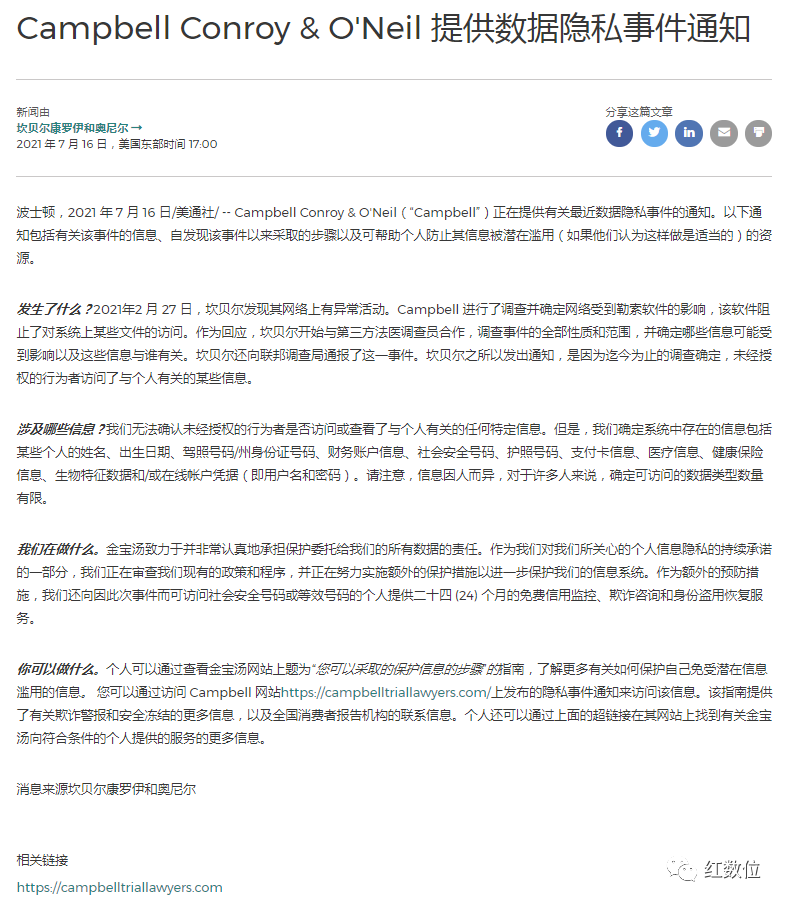 Campbell Conroy & O'Neil 提供数据隐私事件通知
新闻由
坎贝尔康罗伊和奥尼尔 →
2021 年 7 月 16 日，美国东部时间 17:00
分享这篇文章
波士顿，2021 年 7 月 16 日/美通社/ -- Campbell Conroy & O'Neil（“Campbell”）正在提供有关最近数据隐私事件的通知。以下通
知包括有关该事件的信息、自发现该事件以来采取的步骤以及可帮助个人防止其信息被潜在滥用（如果他们认为这样做是适当的）的资
源。
发生了什么？2021年2 月 27 日，坎贝尔发现其网络上有异常活动。Campbell 进行了调查并确定网络受到勒索软件的影响，该软件阻
止了对系统上某些文件的访问。作为回应，坎贝尔开始与第三方法医调查员合作，调查事件的全部性质和范围，并确定哪些信息可能受
到影响以及这些信息与谁有关。坎贝尔还向联邦调查局通报了这一事件。坎贝尔之所以发出通知，是因为迄今为止的调查确定，未经授
权的行为者访问了与个人有关的某些信息。
涉及哪些信息？我们无法确认未经授权的行为者是否访问或查看了与个人有关的任何特定信息。但是，我们确定系统中存在的信息包括
某些个人的姓名、出生日期、驾照号码/州身份证号码、财务账户信息、社会安全号码、护照号码、支付卡信息、医疗信息、健康保险
信息、生物特征数据和/或在线帐户凭据（即用户名和密码）。请注意，信息因人而异，对于许多人来说，确定可访问的数据类型数量
有限。
我们在做什么。金宝汤致力于并非常认真地承担保护委托给我们的所有数据的责任。作为我们对我们所关心的个人信息隐私的持续承诺
的一部分，我们正在审查我们现有的政策和程序，并正在努力实施额外的保护措施以进一步保护我们的信息系统。作为额外的预防措
施，我们还向因此次事件而可访问社会安全号码或等效号码的个人提供二十四 (24) 个月的免费信用监控、欺诈咨询和身份盗用恢复服
务。
你可以做什么。个人可以通过查看金宝汤网站上题为“您可以采取的保护信息的步骤”的指南，了解更多有关如何保护自己免受潜在信息
滥用的信息。 您可以通过访问 Campbell 网站https://campbelltriallawyers.com/上发布的隐私事件通知来访问该信息。该指南提供
了有关欺诈警报和安全冻结的更多信息，以及全国消费者报告机构的联系信息。个人还可以通过上面的超链接在其网站上找到有关金宝
汤向符合条件的个人提供的服务的更多信息。
消息来源坎贝尔康罗伊和奥尼尔
相关链接
https://campbelltriallawyers.com
红数位